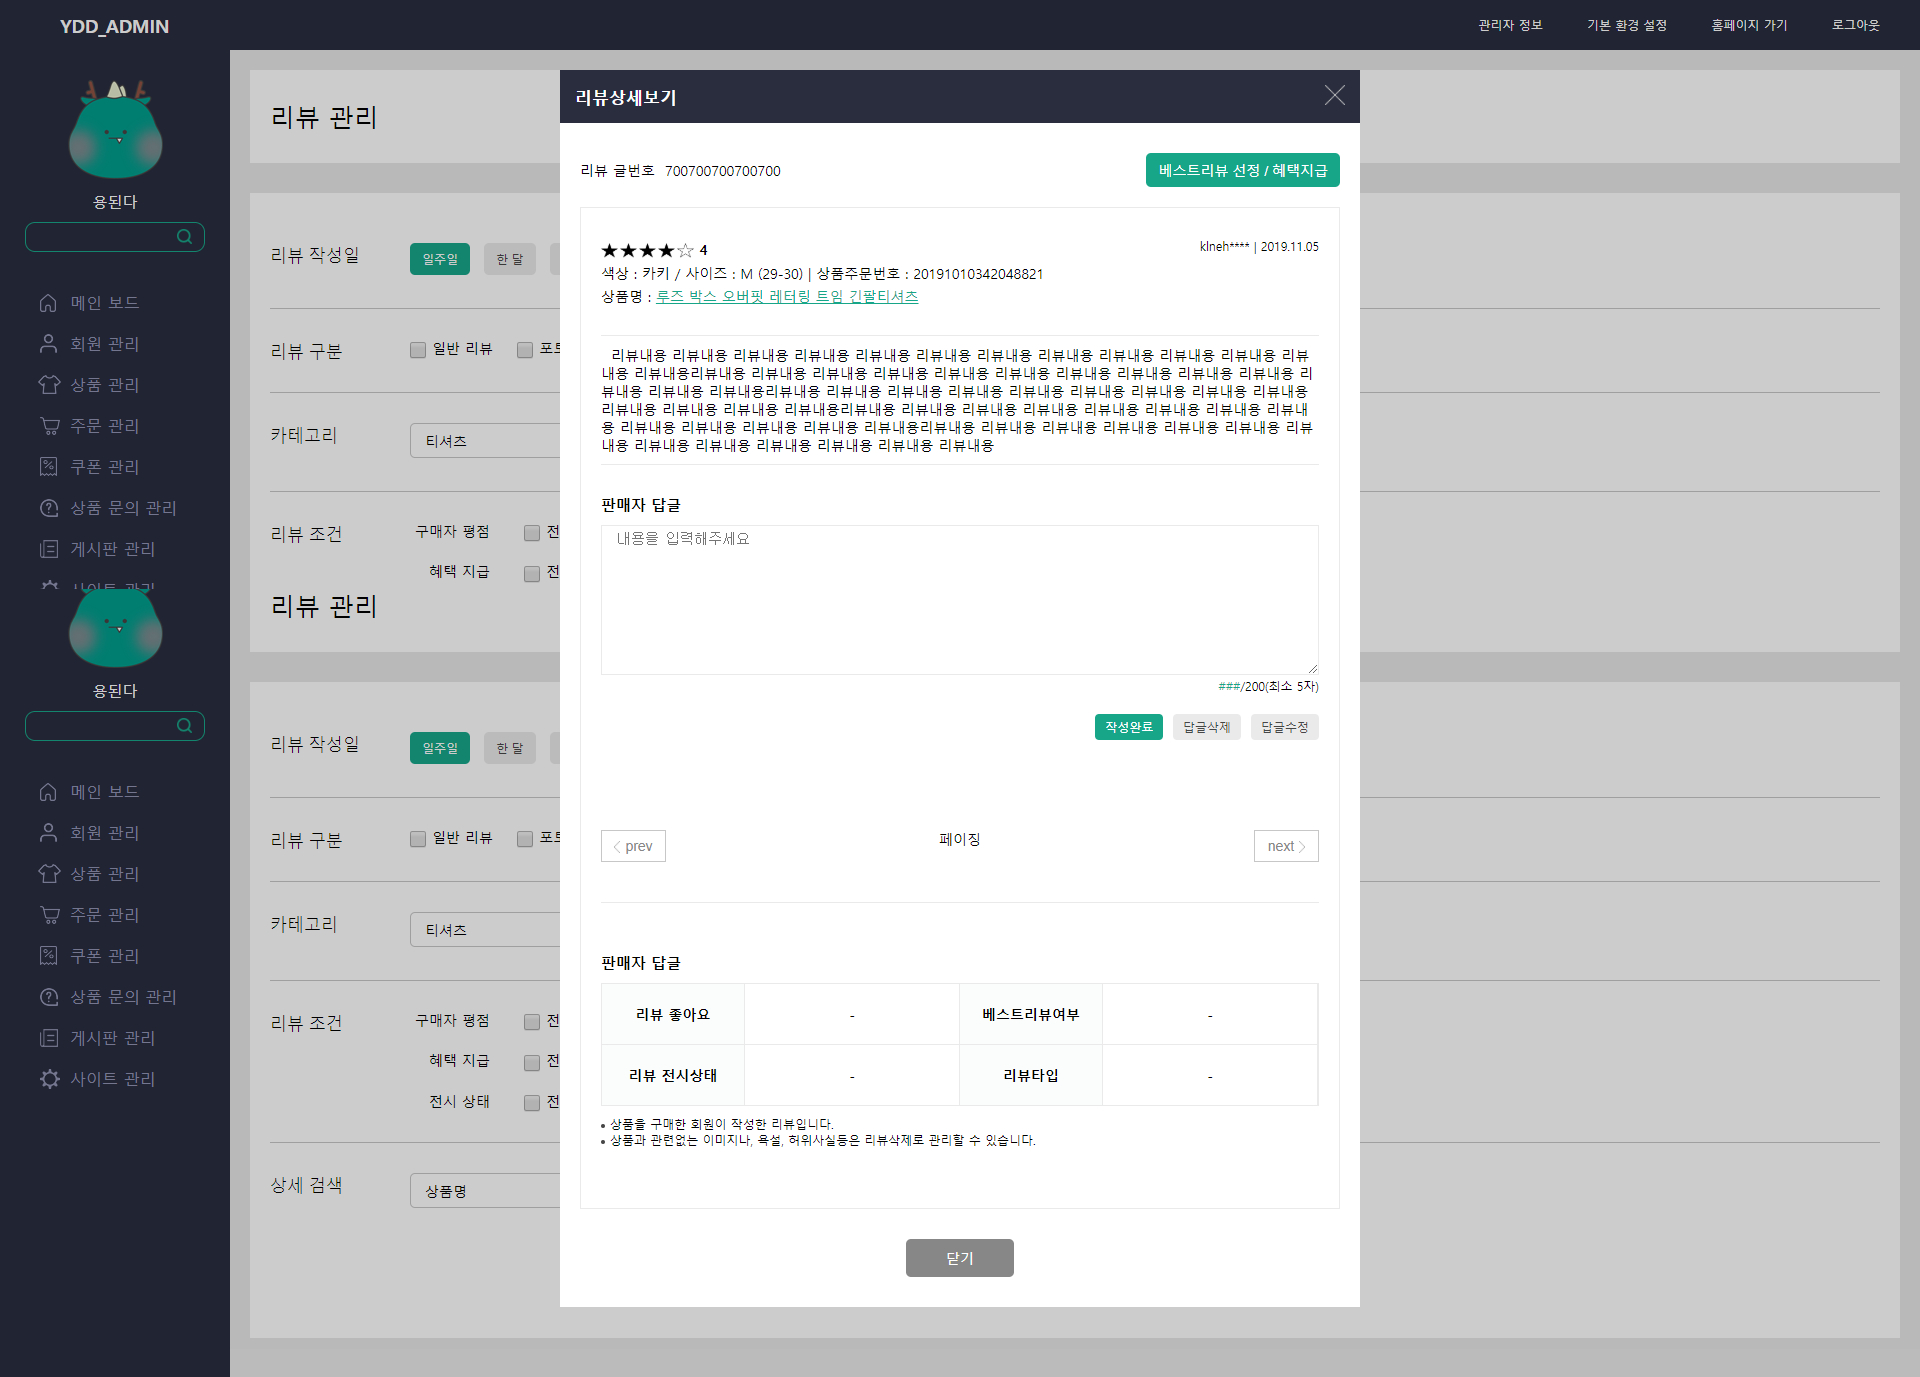 YDD_ADMIN
관리자 정보
기본 환경 설정
홈페이지 가기
로그아웃
용된다
메인 보드
회원 관리
상품 관리
주문 관리
쿠폰 관리
상품 문의 관리
게시판 관리
사이트 관리
용된다
메인 보드
회원 관리
상품 관리
주문 관리
쿠폰 관리
상품 문의 관리
게시판 관리
사이트 관리
리뷰 관리
리뷰 작성일
일주일
한 달
리뷰 구분
일반 리뷰
포토
카테고리
티셔츠
리뷰 조건
구매자 평점
전
혜택 지급
전
리뷰 관리
리뷰 작성일
일주일
한 달
리뷰 구분
일반 리뷰
포토
카테고리
티셔츠
리뷰 조건
구매자 평점
전
혜택 지급
전
전시 상태
전
상세 검색
상품명
리뷰상세보기
리뷰 글번호 700700700700700
베스트리뷰 선정 / 혜택지급
★★★★☆ 4
klneh**** | 2019.11.05
색상 : 카키 / 사이즈 : M (29-30) | 상품주문번호 : 20191010342048821
상품명 : 루즈 박스 오버핏 레터링 트임 긴팔티셔츠
리뷰내용 리뷰내용 리뷰내용 리뷰내용 리뷰내용 리뷰내용 리뷰내용 리뷰내용 리뷰내용 리뷰내용 리뷰내용 리뷰
내용 리뷰내용리뷰내용 리뷰내용 리뷰내용 리뷰내용 리뷰내용 리뷰내용 리뷰내용 리뷰내용 리뷰내용 리뷰내용 리
뷰내용 리뷰내용 리뷰내용리뷰내용 리뷰내용 리뷰내용 리뷰내용 리뷰내용 리뷰내용 리뷰내용 리뷰내용 리뷰내용
리뷰내용 리뷰내용 리뷰내용 리뷰내용리뷰내용 리뷰내용 리뷰내용 리뷰내용 리뷰내용 리뷰내용 리뷰내용 리뷰내
용 리뷰내용 리뷰내용 리뷰내용 리뷰내용 리뷰내용리뷰내용 리뷰내용 리뷰내용 리뷰내용 리뷰내용 리뷰내용 리뷰
내용 리뷰내용 리뷰내용 리뷰내용 리뷰내용 리뷰내용 리뷰내용
판매자 답글
내용을 입력해주세요
###/200(최소 5자)
작성완료
답글삭제
답글수정
prev
페이징
next
판매자 답글
리뷰 좋아요 - 베스트리뷰여부 -
리뷰 전시상태 - 리뷰타입 -
• 상품을 구매한 회원이 작성한 리뷰입니다.
• 상품과 관련없는 이미지나, 욕설, 허위사실등은 리뷰삭제로 관리할 수 있습니다.
닫기